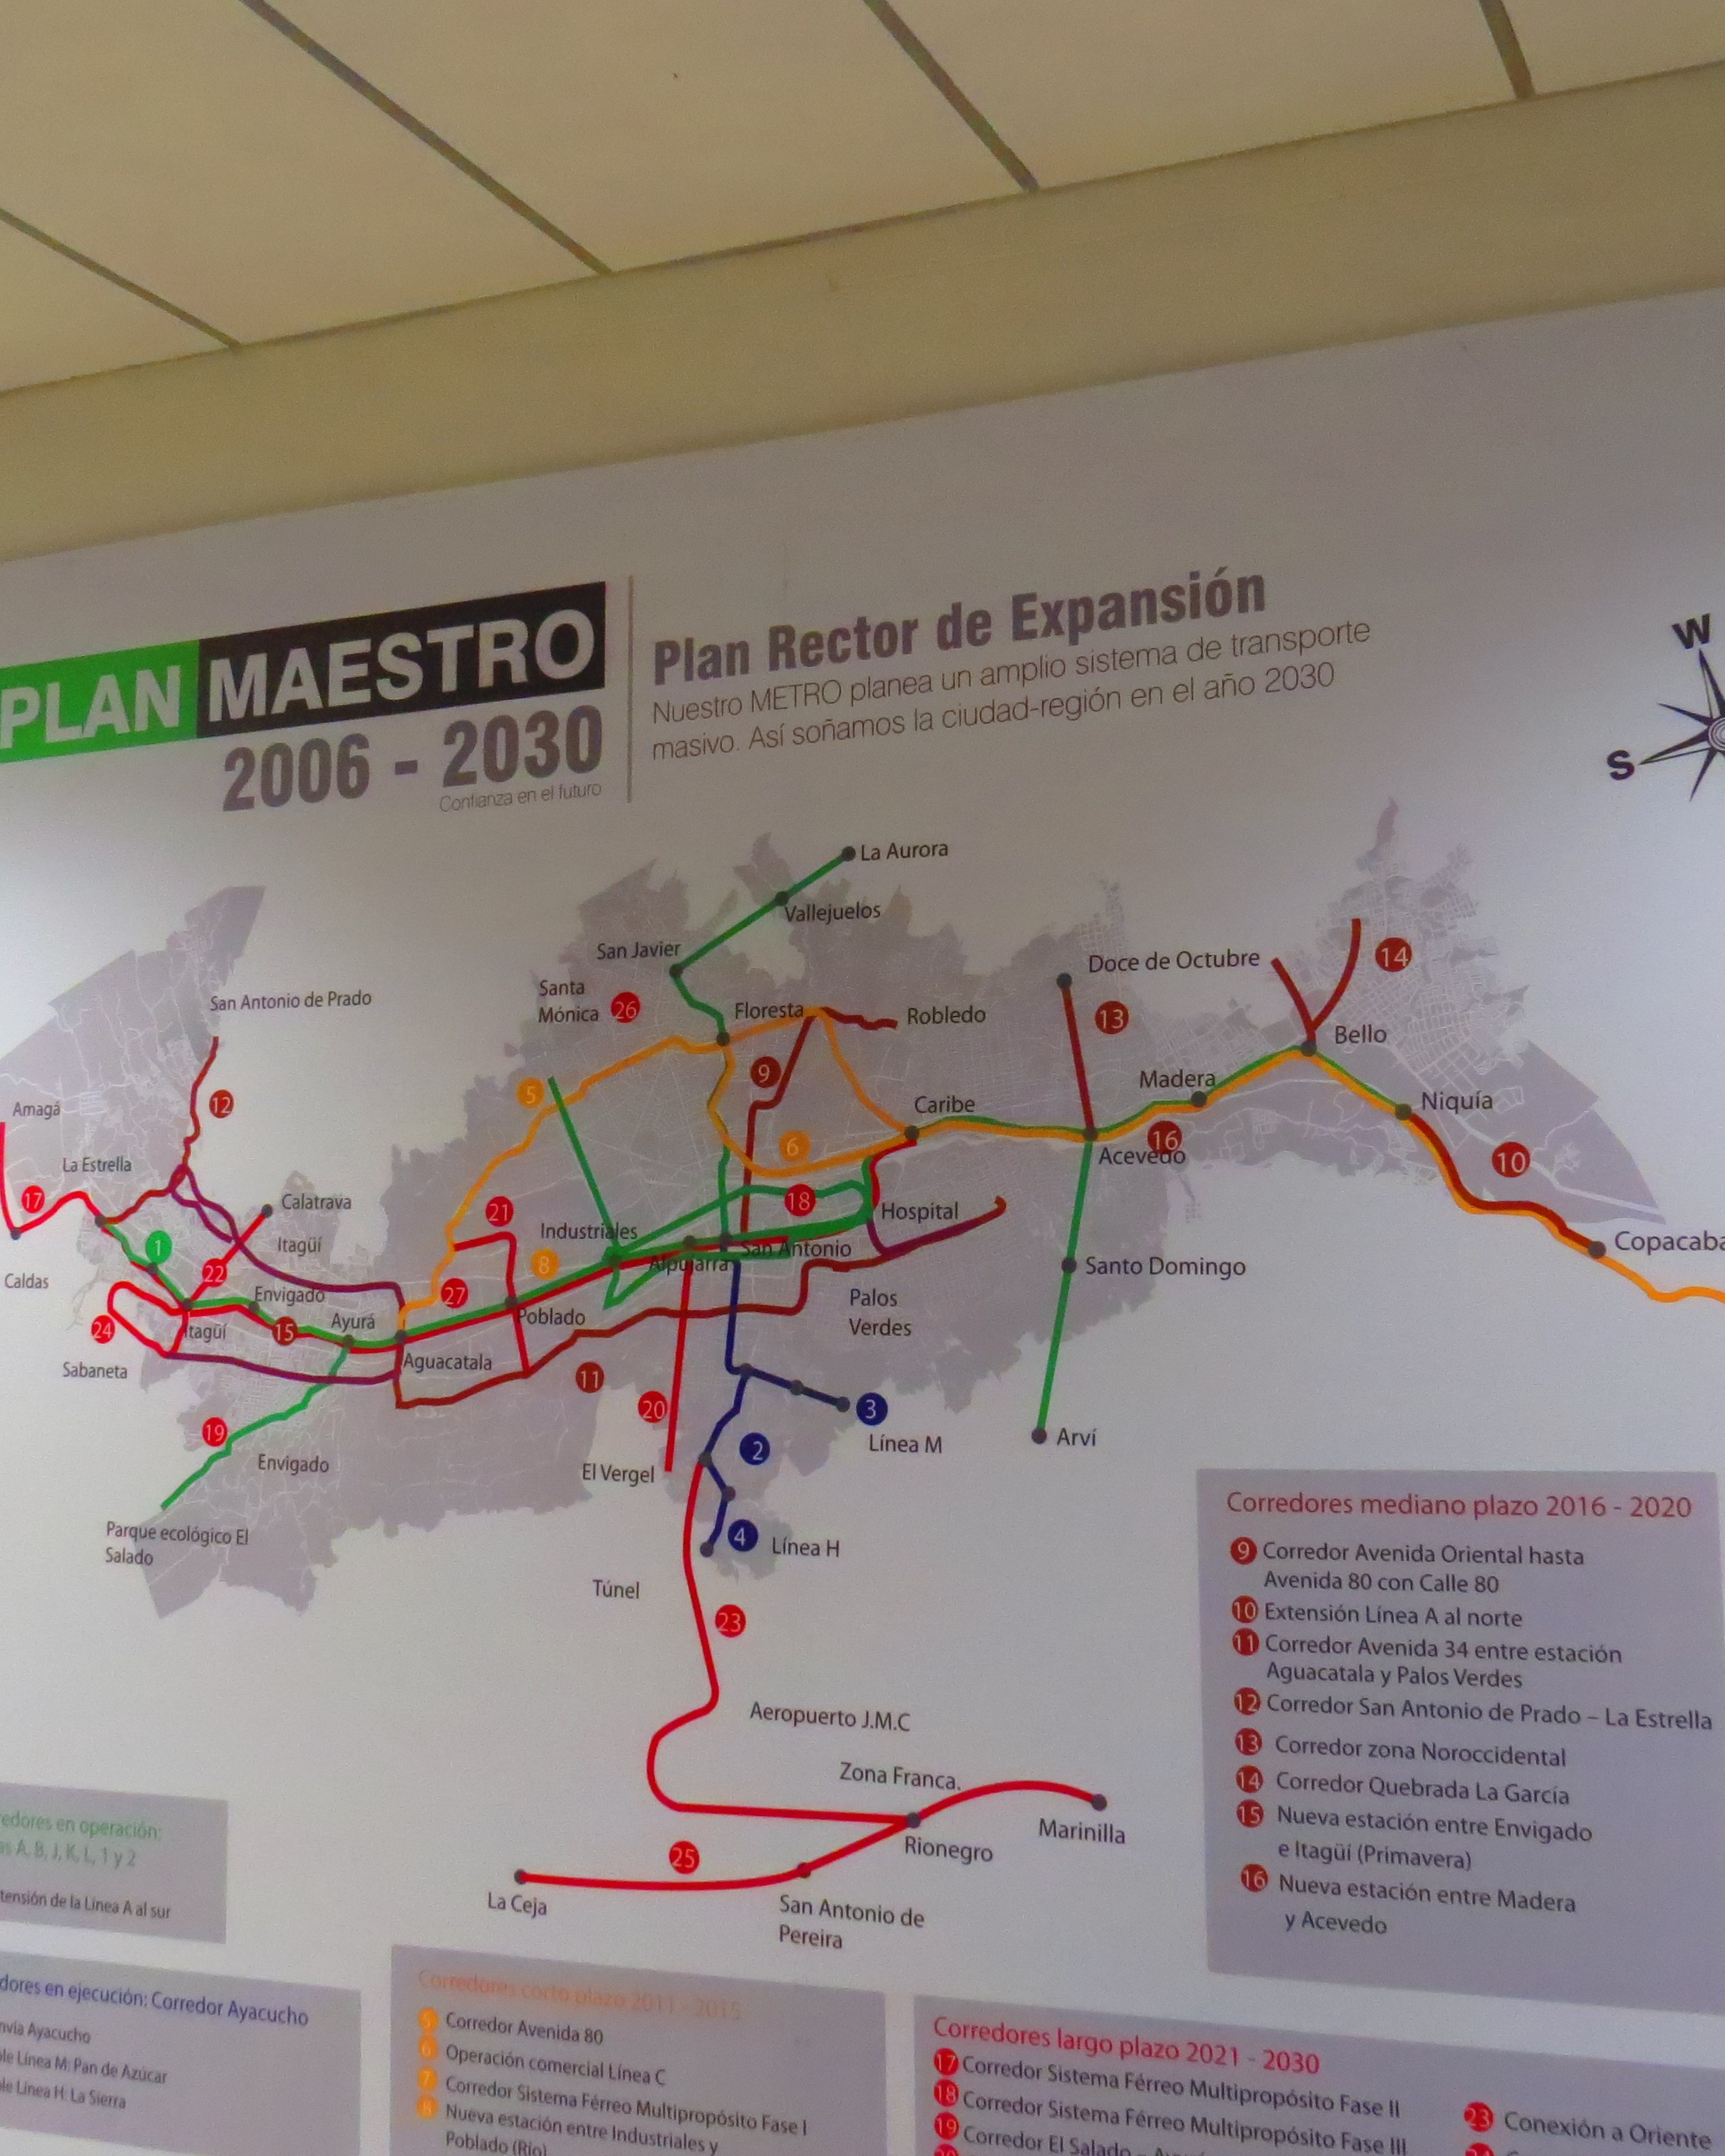 PLAN MAESTRO
2006 - 2030
Confianza en el futuro
Plan Rector de Expansión
Nuestro METRO planea un amplio sistema de transporte
masivo. Así soñamos la ciudad-región en el año 2030
W
S
La Aurora
Vallejuelos
San Javier
Santa
Mónica
26
Floresta
Robledo
Doce de Octubre
14
13
Bello
San Antonio de Prado
5
9
Madera
Niquía
Amagá
12
Caribe
6
16
Acevedo
10
La Estrella
17
Calatrava
18
Hospital
21
Industriales
San Antonio
Copacaba
1
Itagüí
Alpujarra
Santo Domingo
Caldas
22
8
Envigado
27
Poblado
Palos
Verdes
24
Itagüí
15
Ayurá
Sabaneta
Aguacatala
11
20
3
Línea M
Arví
19
2
Envigado
El Vergel
Parque ecológico El
Salado
4
Línea H
Túnel
23
Aeropuerto J.M.C
Zona Franca.
Marinilla
Rionegro
25
La Ceja
San Antonio de
Pereira
Corredores mediano plazo 2016 - 2020
9 Corredor Avenida Oriental hasta
Avenida 80 con Calle 80
10 Extensión Línea A al norte
11 Corredor Avenida 34 entre estación
Aguacatala y Palos Verdes
12 Corredor San Antonio de Prado – La Estrella
13 Corredor zona Noroccidental
14 Corredor Quebrada La García
15 Nueva estación entre Envigado
e Itagüí (Primavera)
16 Nueva estación entre Madera
y Acevedo
redores en operación:
as A, B, J, K, L, 1 y 2
tensión de la Línea A al sur
dores en ejecución: Corredor Ayacucho
nvía Ayacucho
le Línea M: Pan de Azúcar
le Línea H: La Sierra
Corredores corto plazo 2011 - 2015
5 Corredor Avenida 80
6 Operación comercial Línea C
7 Corredor Sistema Férreo Multipropósito Fase I
8 Nueva estación entre Industriales y
Poblado (Río)
Corredores largo plazo 2021 - 2030
17 Corredor Sistema Férreo Multipropósito Fase II
18 Corredor Sistema Férreo Multipropósito Fase III
19 Corredor El Salado –
23 Conexión a Oriente